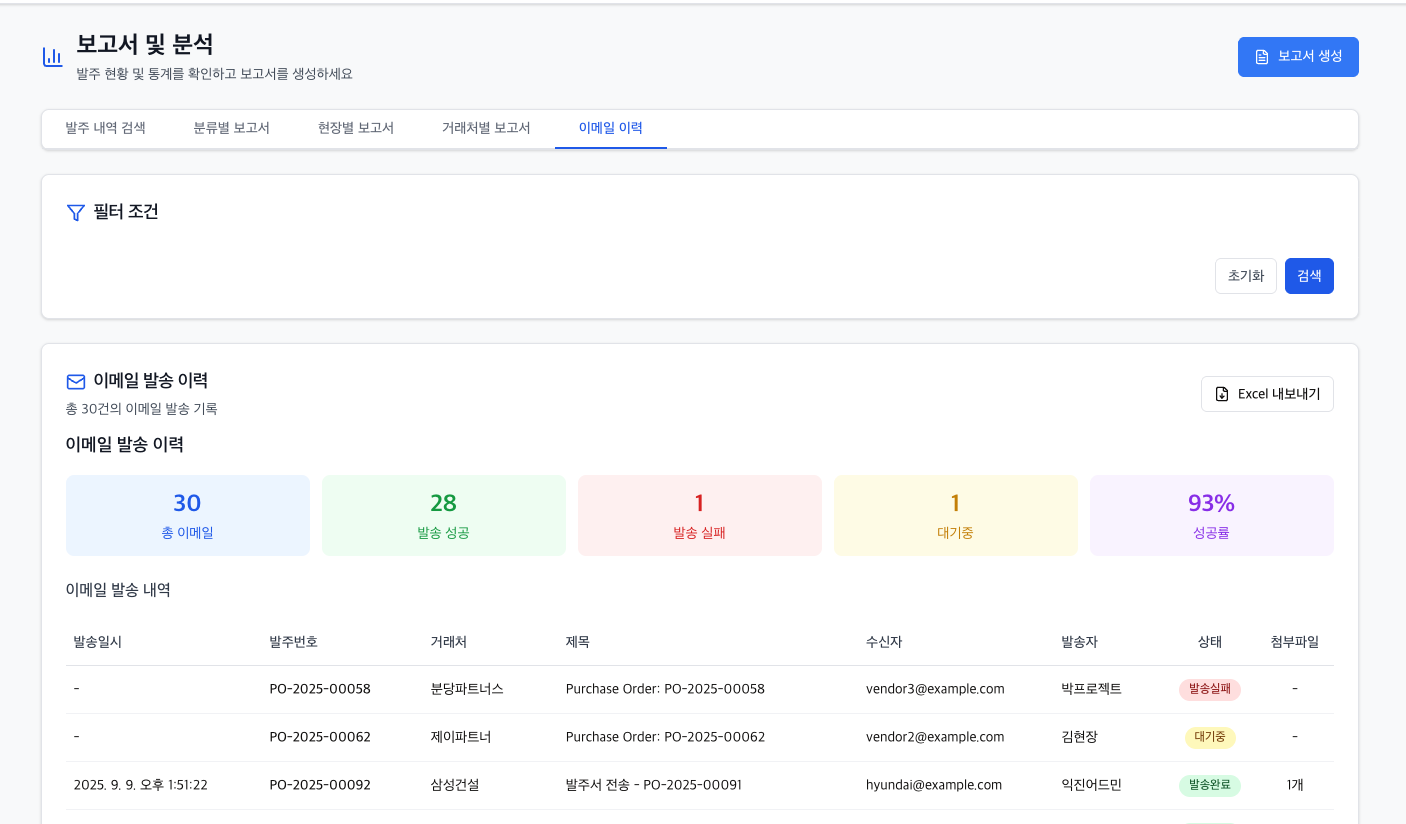 보고서 및 분석
발주 현황 및 통계를 확인하고 보고서를 생성하세요
보고서 생성
발주 내역 검색 분류별 보고서 현장별 보고서 거래처별 보고서 이메일 이력
필터 조건
초기화 검색
이메일 발송 이력
총 30건의 이메일 발송 기록
Excel 내보내기
이메일 발송 이력
30 28 1 1 93%
총 이메일 발송 성공 발송 실패 대기중 성공률
이메일 발송 내역
발송일시 발주번호 거래처 제목 수신자 발송자 상태 첨부파일
- PO-2025-00058 분당파트너스 Purchase Order: PO-2025-00058 vendor3@example.com 박프로젝트 발송실패 -
- PO-2025-00062 제이파트너 Purchase Order: PO-2025-00062 vendor2@example.com 김현장 대기중 -
2025. 9. 9. 오후 1:51:22 PO-2025-00092 삼성건설 발주서 전송 - PO-2025-00091 hyundai@example.com 익진어드민 발송완료 1개